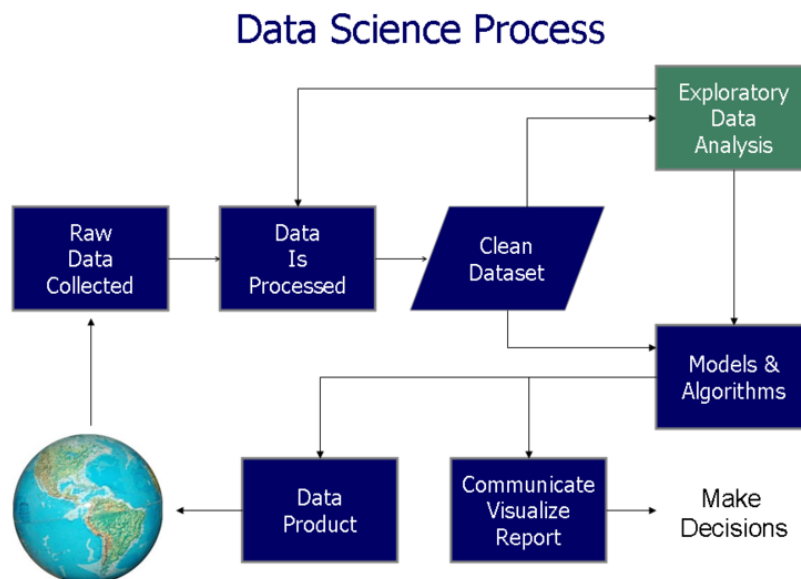 Data Science Process
Exploratory
Data
Analysis
Raw
Data
Collected
Data
Is
Processed
Clean
Dataset
Models &
Algorithms
Data
Product
Communicate
Visualize
Report
Make
Decisions